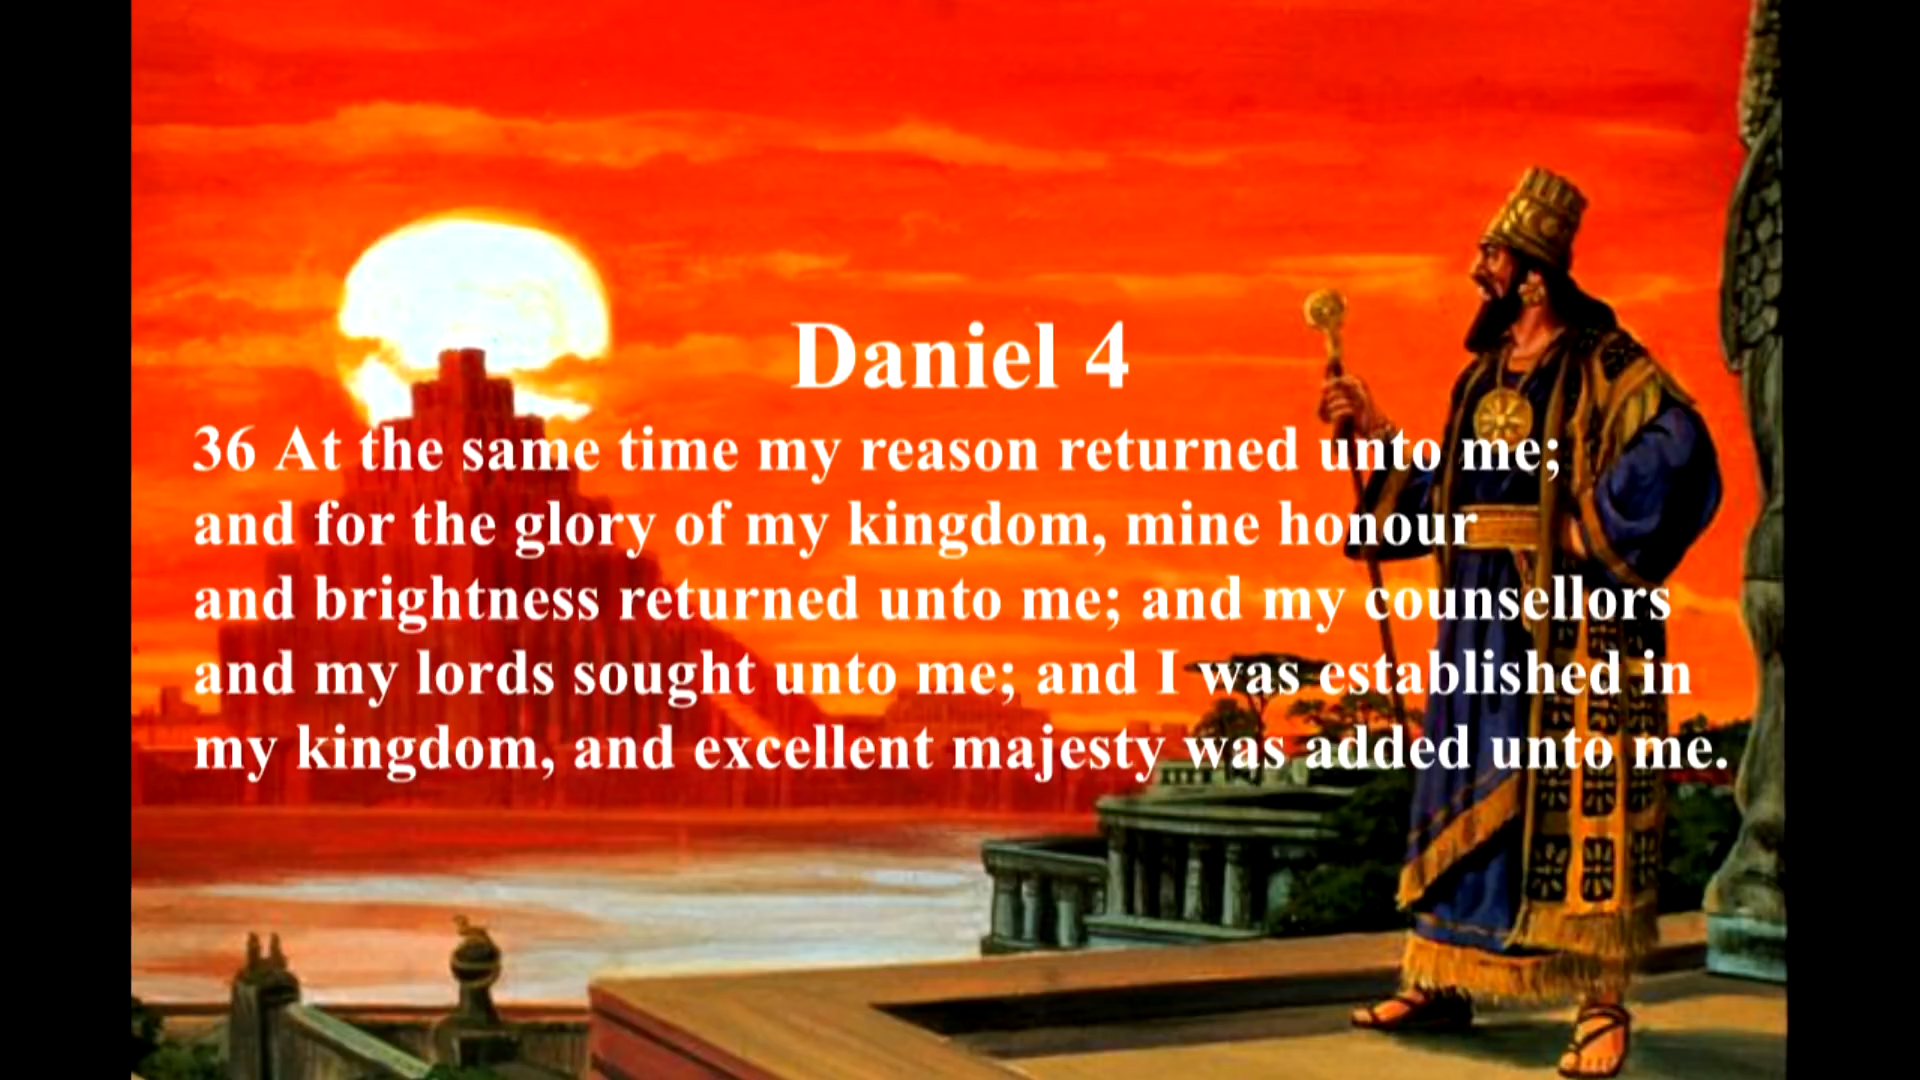 Daniel 4
36 At the same time my reason returned unto me;
and for the glory of my kingdom, mine honour
and brightness returned unto me; and my counsellors
and my lords sought unto me; and I was established in
my kingdom, and excellent majesty was added unto me.